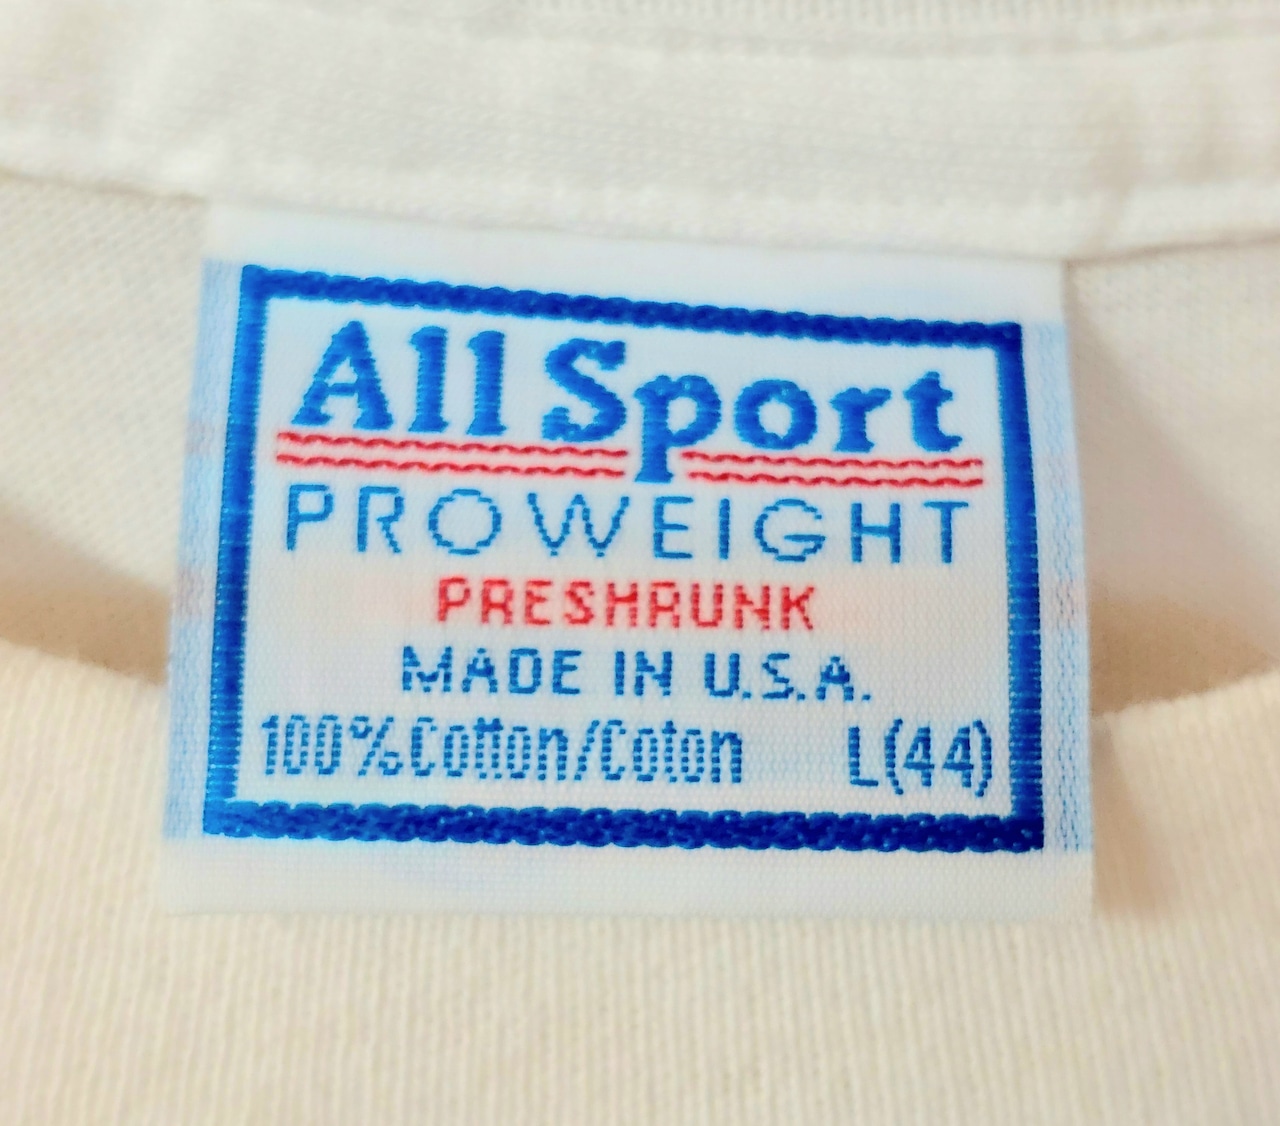 All Sport
PROWEIGHT
PRESHRUNK
MADE IN U.S.A.
100% Cotton/Coton L(44)